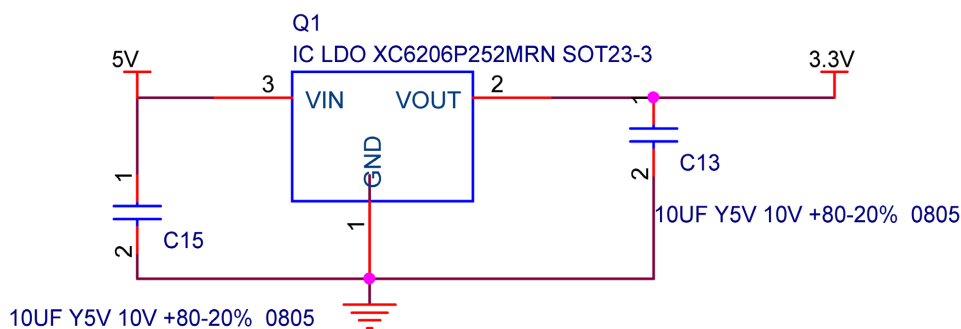 Q1
IC LDO XC6206P252MRN SOT23-3
5V
3.3V
3
VIN
VOUT
2
1
GND
1
2
C13
1
1
2
C15
10UF Y5V 10V +80-20% 0805
10UF Y5V 10V +80-20% 0805